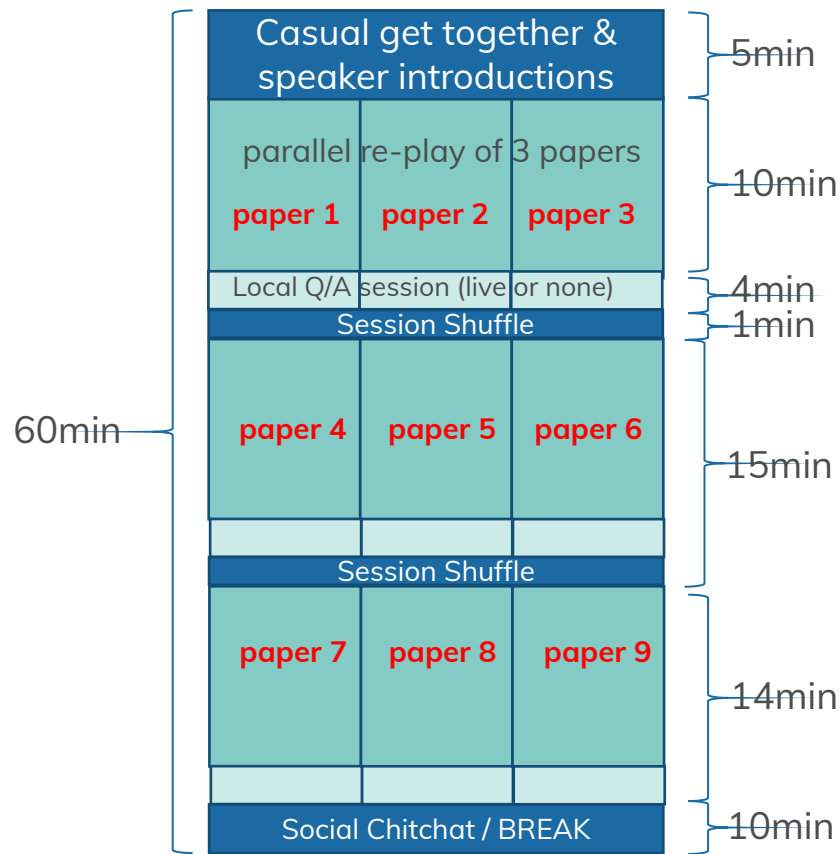 Casual get together &
speaker introductions
5min
parallel re-play of 3 papers
10min
paper 1 paper 2 paper 3
Local Q/A session (live or none)
4min
Session Shuffle
1min
60min
paper 4 paper 5 paper 6
15min
Session Shuffle
paper 7 paper 8 paper 9
14min
Social Chitchat / BREAK
10min